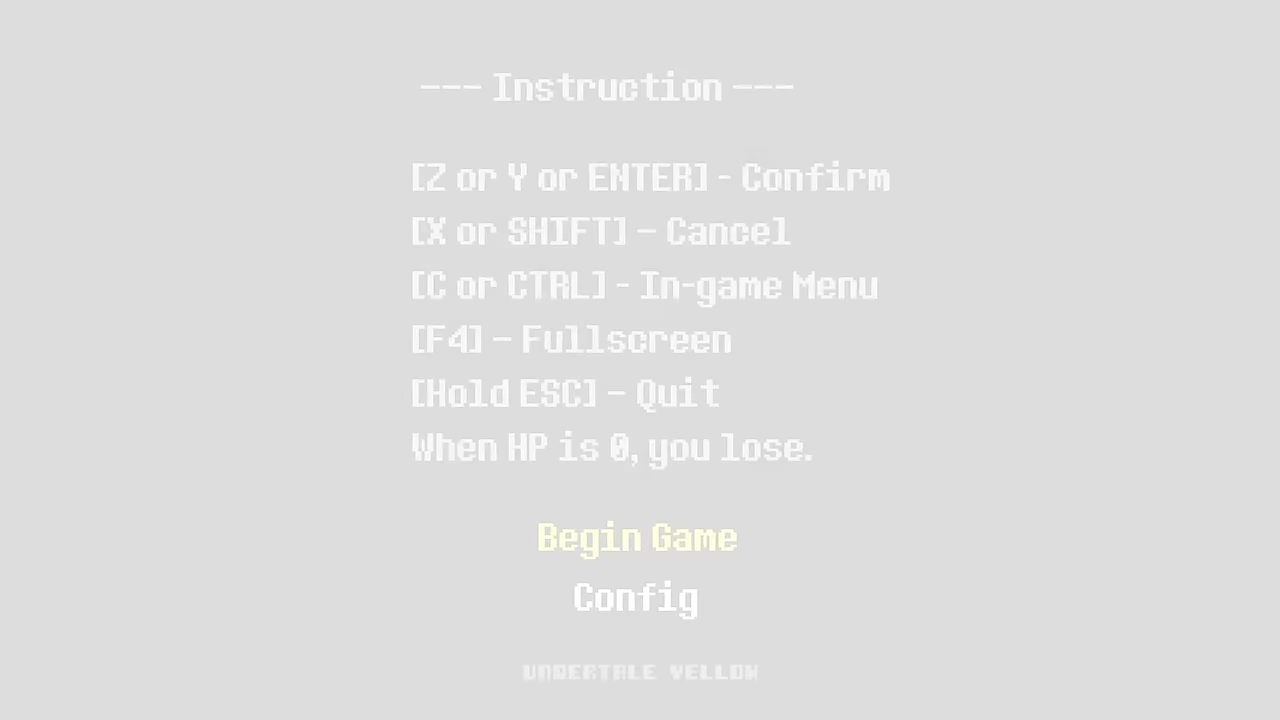 --- Instruction ---
[Z or Y or ENTER] - Confirm
[X or SHIFT] - Cancel
[C or CTRL] - In-game Menu
[F4] - Fullscreen
[Hold ESC] - Quit
When HP is 0, you lose.
Begin Game
Config
UNDERTALE YELLOW